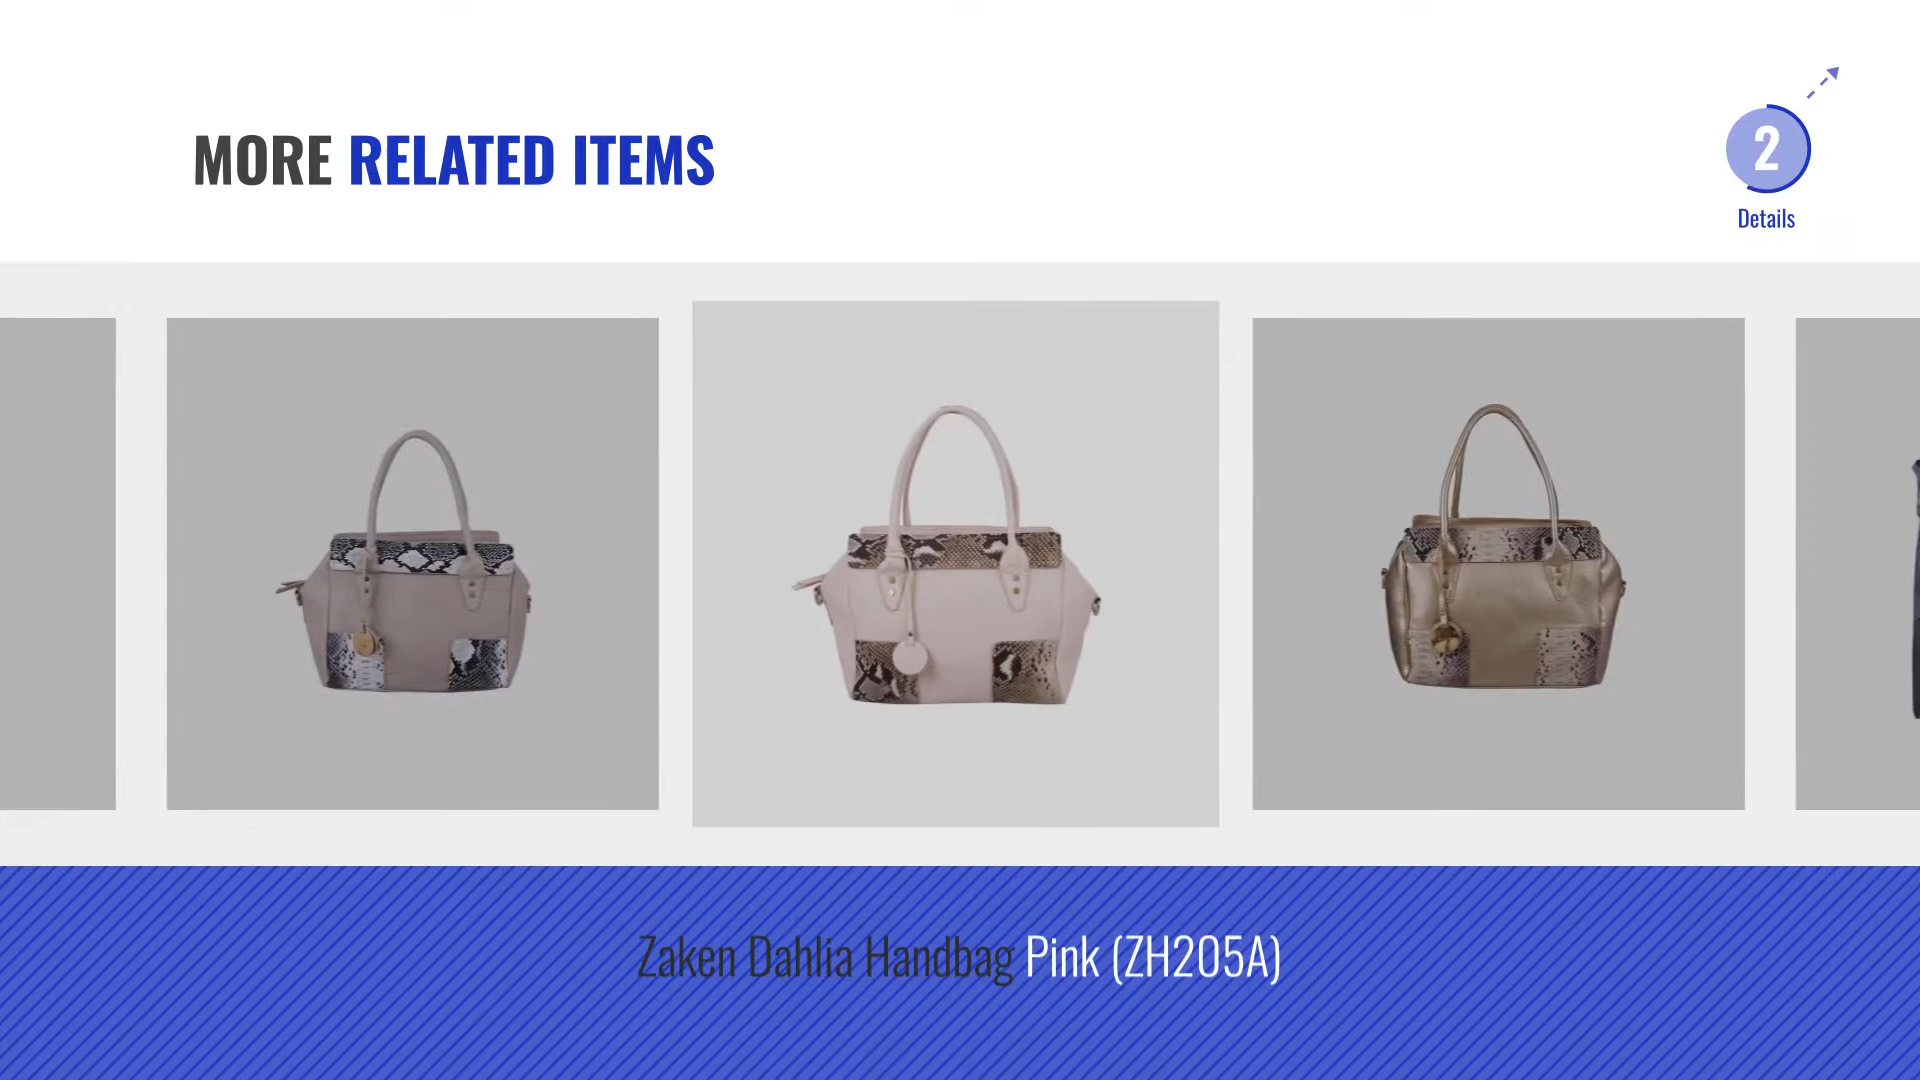 MORE RELATED ITEMS
2
Details
Zaken Dahlia Handbag Pink (ZH205A)